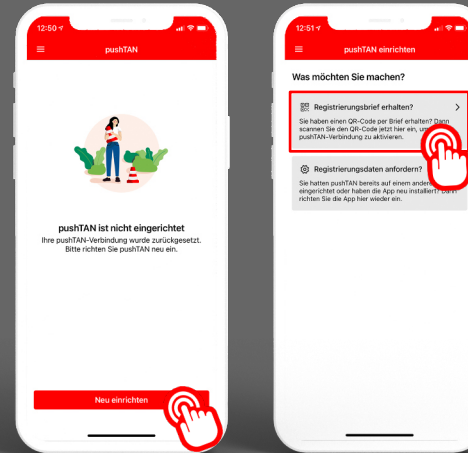 12:50
pushTAN
pushTAN ist nicht eingerichtet
Ihre pushTAN-Verbindung wurde zurückgesetzt.
Bitte richten Sie pushTAN neu ein.
Neu einrichten
12:51
pushTAN einrichten
Was möchten Sie machen?
Registrierungsbrief erhalten?
Sie haben einen QR-Code per Brief erhalten? Dann
scannen Sie den QR-Code jetzt hier ein, um
pushTAN-Verbindung zu aktivieren.
Registrierungsdaten anfordern?
Sie hatten pushTAN bereits auf einem
eingerichtet oder haben die App neu installiert? Dann
richten Sie die App hier wieder ein.